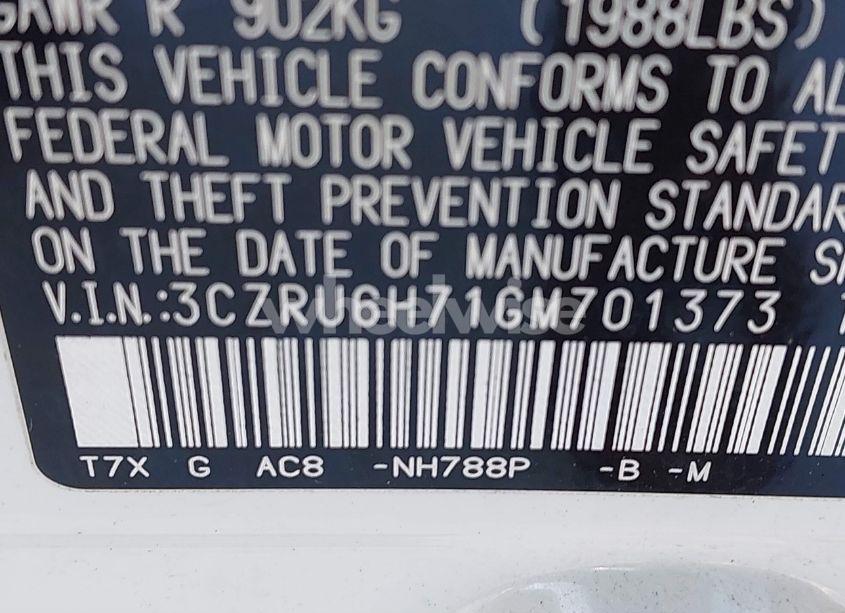 GAWR R 902KG (1988LBS)
THIS VEHICLE CONFORMS TO AL
FEDERAL MOTOR VEHICLE SAFET
AND THEFT PREVENTION STANDAR
ON THE DATE OF MANUFACTURE S
V.I.N.:3CZRU6H71GM701373
wheelwise
T7X G AC8 -NH788P -B -M